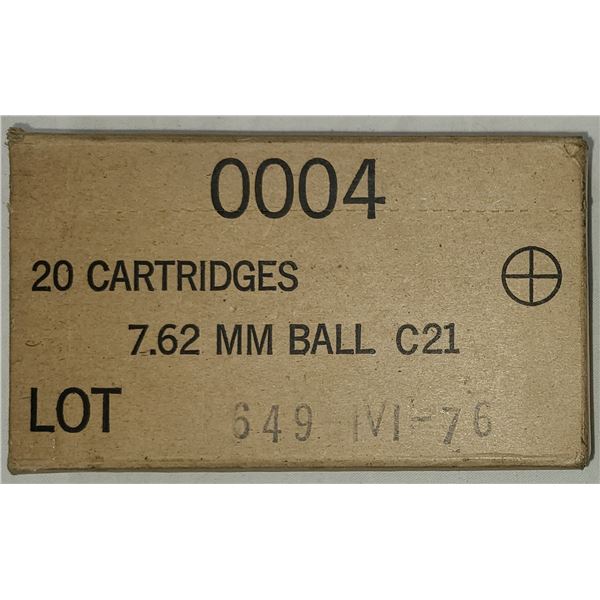 0004
20 CARTRIDGES
7.62 MM BALL C21
LOT 649 IVI-76